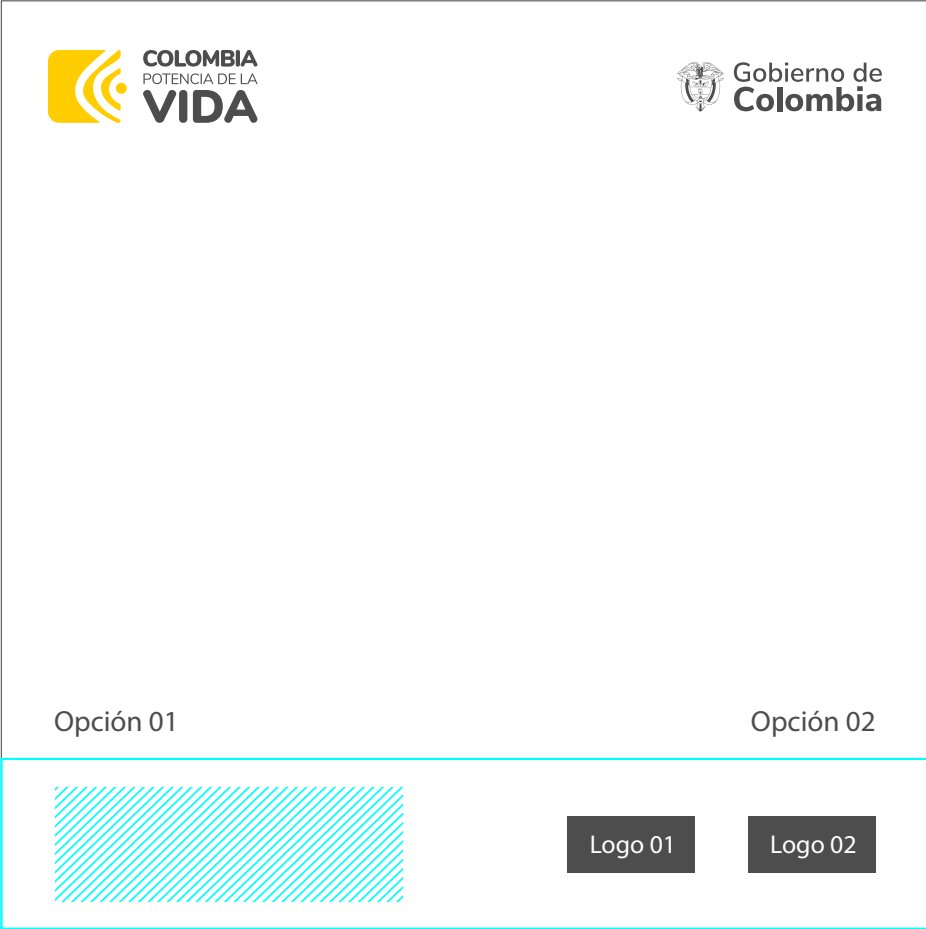 COLOMBIA
POTENCIA DE LA
VIDA
Gobierno de
Colombia
Opción 01
Opción 02
Logo 01
Logo 02